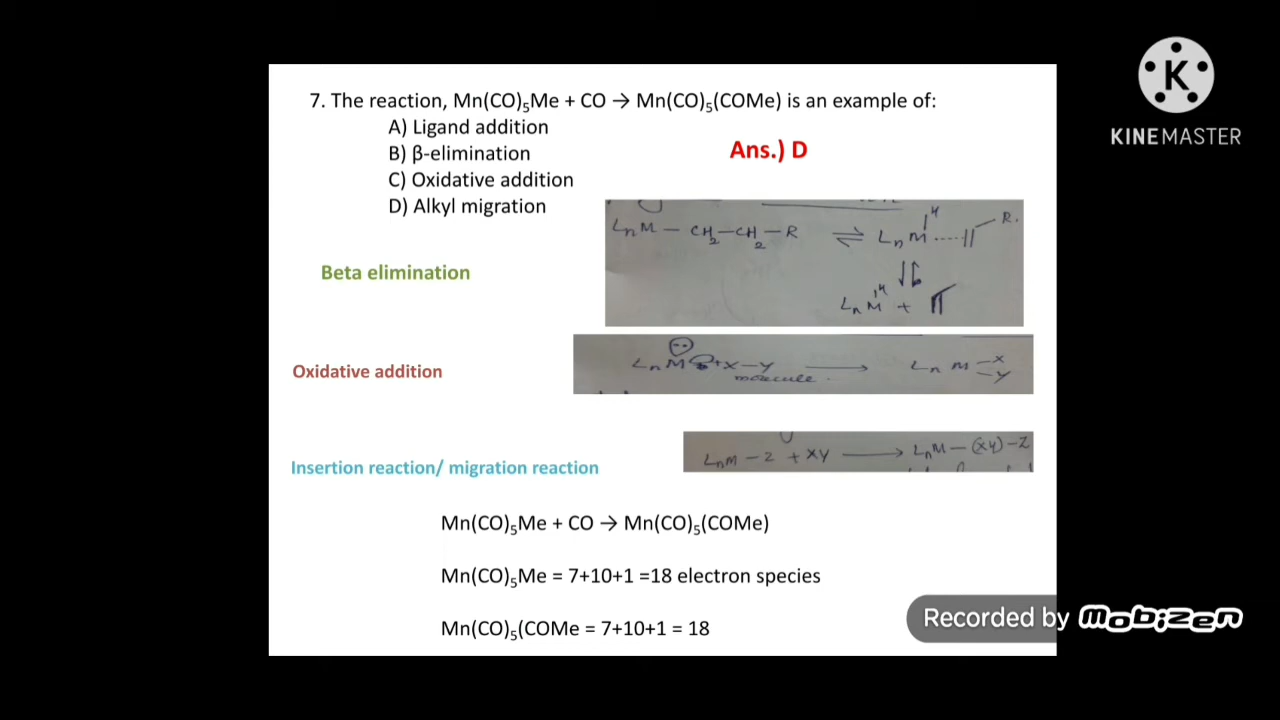 KINEMASTER
7. The reaction, Mn(CO)₅Me + CO → Mn(CO)₅(COMe) is an example of:
A) Ligand addition
B) β-elimination
C) Oxidative addition
D) Alkyl migration
Ans.) D
LnM – CH2–CH2–R ⇌ LnM ..... || – R.
Beta elimination
LnM +
Oxidative addition
LnM + X–Y → Ln M X Y
molecule.
Insertion reaction/ migration reaction
LnM – Z + XY → LnM – (XY) – Z
Mn(CO)₅Me + CO → Mn(CO)₅(COMe)
Mn(CO)₅Me = 7+10+1 =18 electron species
Mn(CO)₅(COMe = 7+10+1 = 18
Recorded by Mobizen